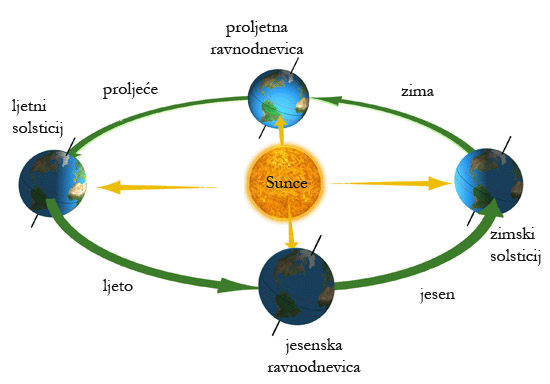 proljetna
ravnodnevica
proljeće
zima
ljetni
solsticij
Sunce
zimski
solsticij
ljeto
jesen
jesenska
ravnodnevica